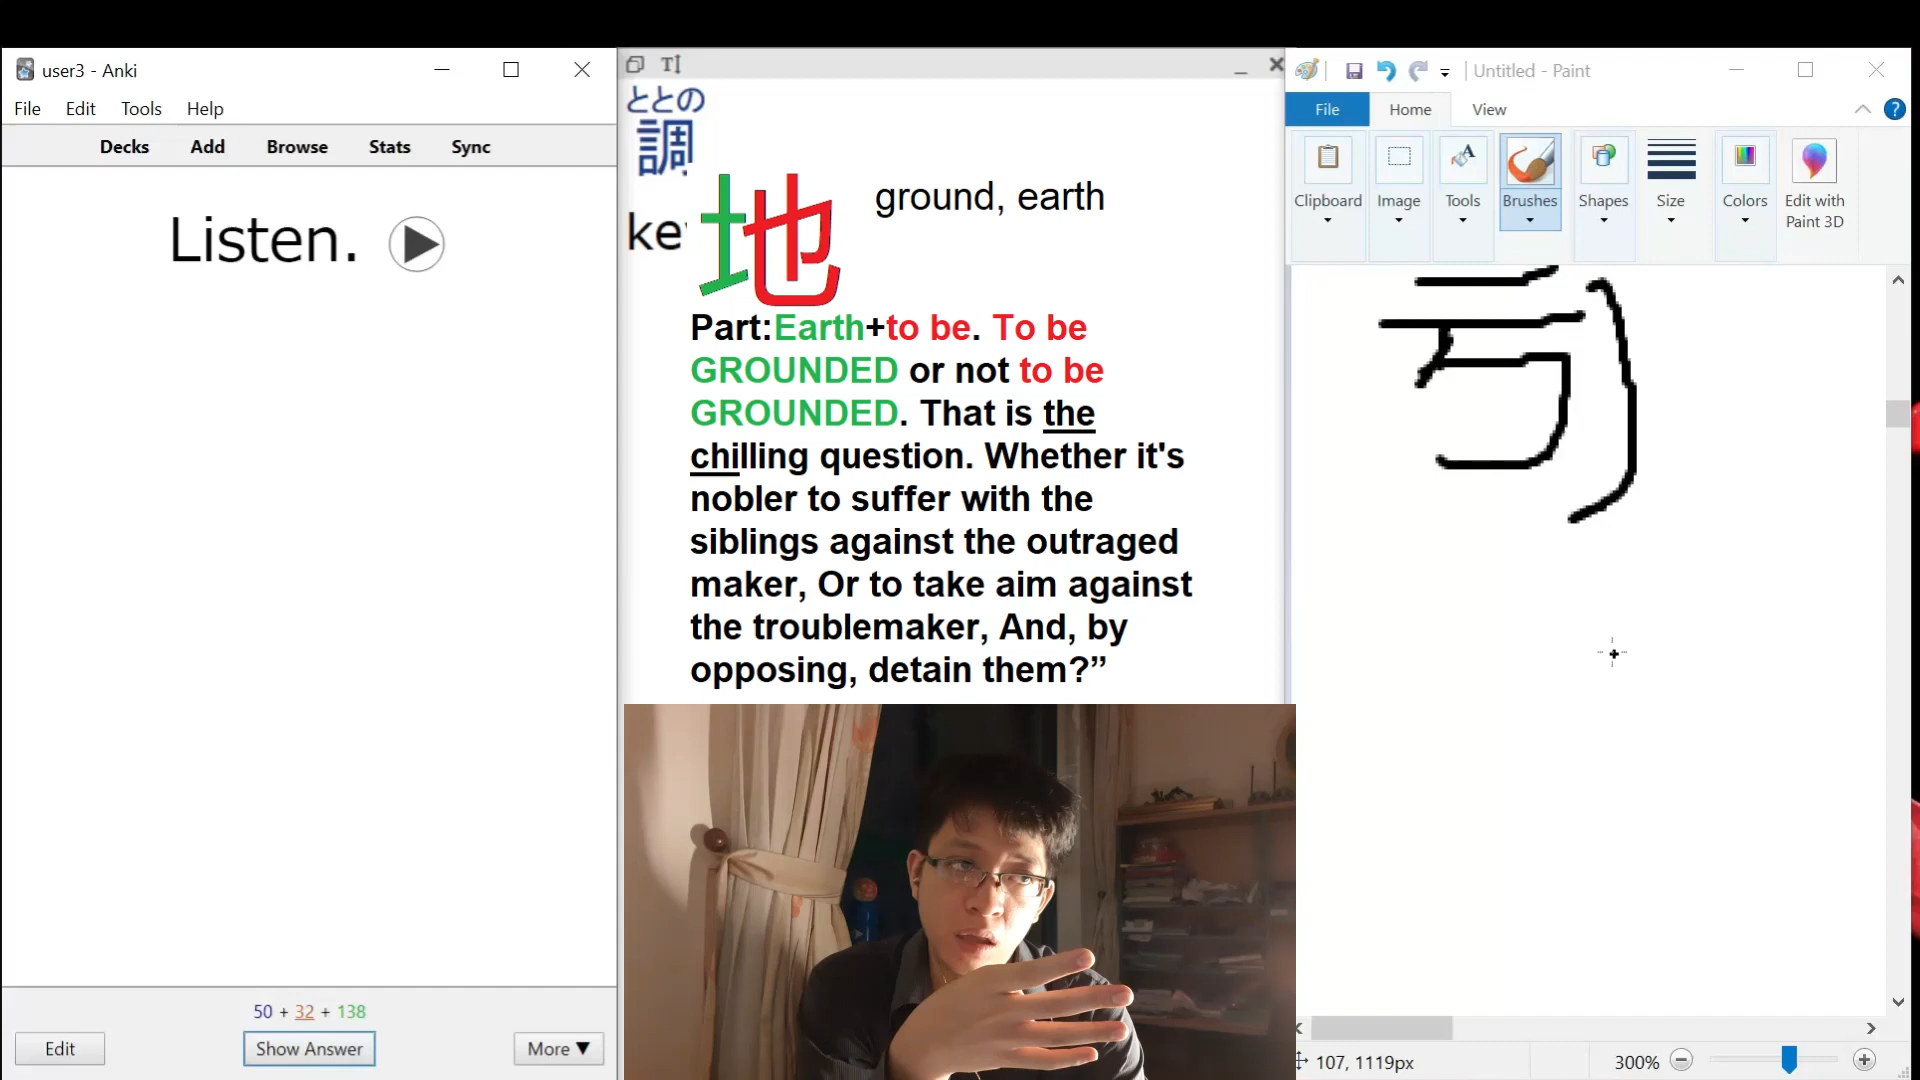 user3 - Anki
File Edit Tools Help
Decks Add Browse Stats Sync
Listen.
50 + 32 + 138
Edit Show Answer More ▼
ととの
調
key
地 ground, earth
Part:Earth+to be. To be
GROUNDED or not to be
GROUNDED. That is the
chilling question. Whether it's
nobler to suffer with the
siblings against the outraged
maker, Or to take aim against
the troublemaker, And, by
opposing, detain them?”
Untitled - Paint
File Home View
Clipboard Image Tools Brushes Shapes Size Colors Edit with
Paint 3D
107, 1119px 300%